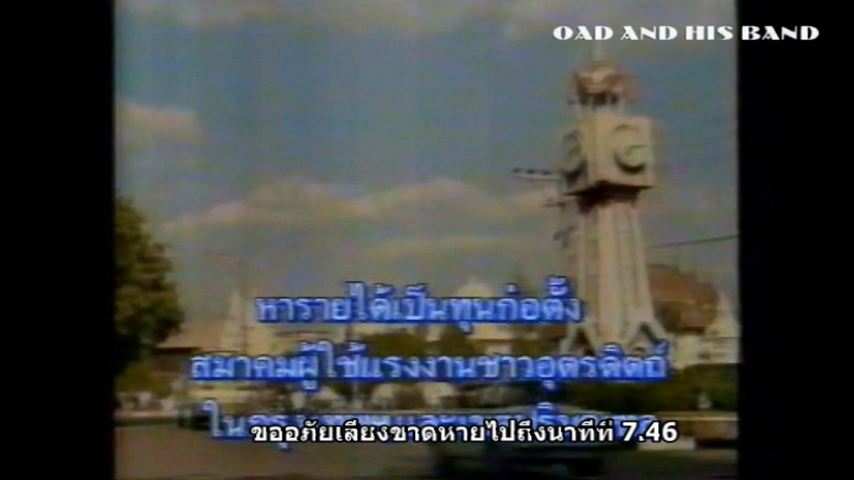 OAD AND HIS BAND
หารายได้เป็นทุนก่อตั้ง
สมาคมผู้ใช้แรงงานชาวอุตรดิตถ์
ขออภัยเสียงขาดหายไปถึงนาทีที่ 7.46